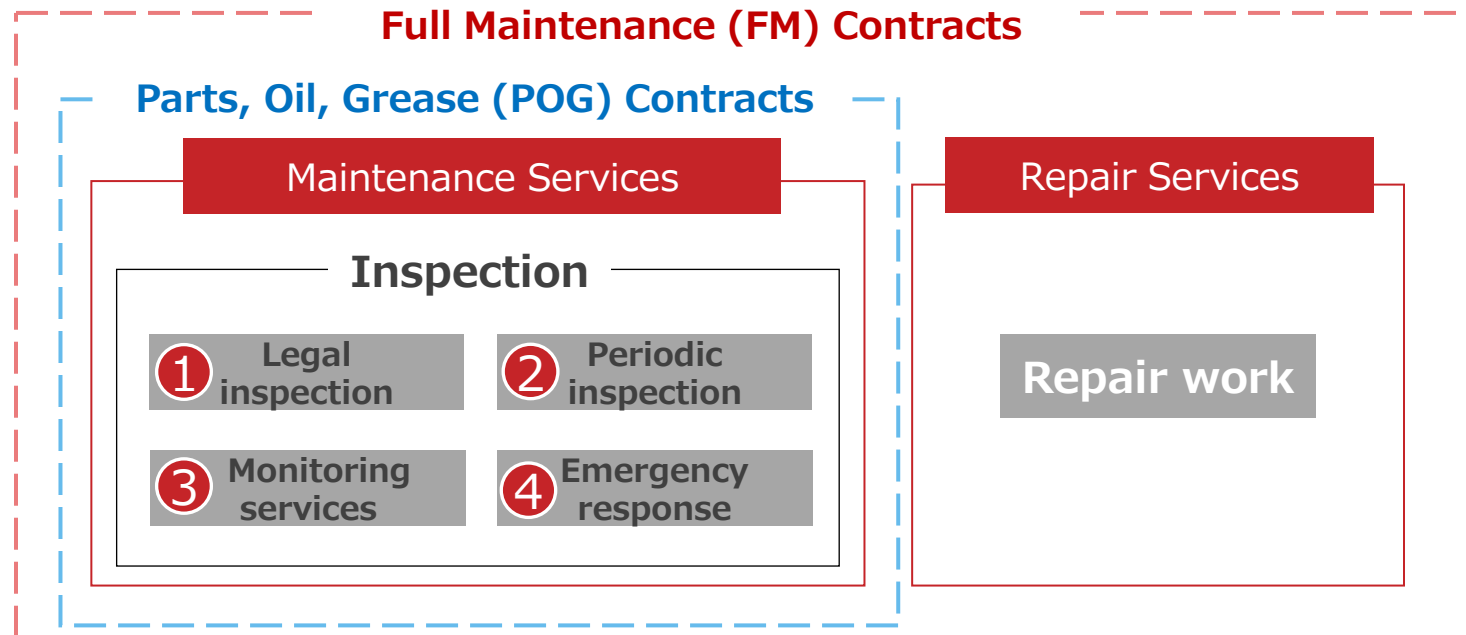 Full Maintenance (FM) Contracts
Parts, Oil, Grease (POG) Contracts
Maintenance Services
Inspection
1 Legal
inspection
2 Periodic
inspection
3 Monitoring
services
4 Emergency
response
Repair Services
Repair work